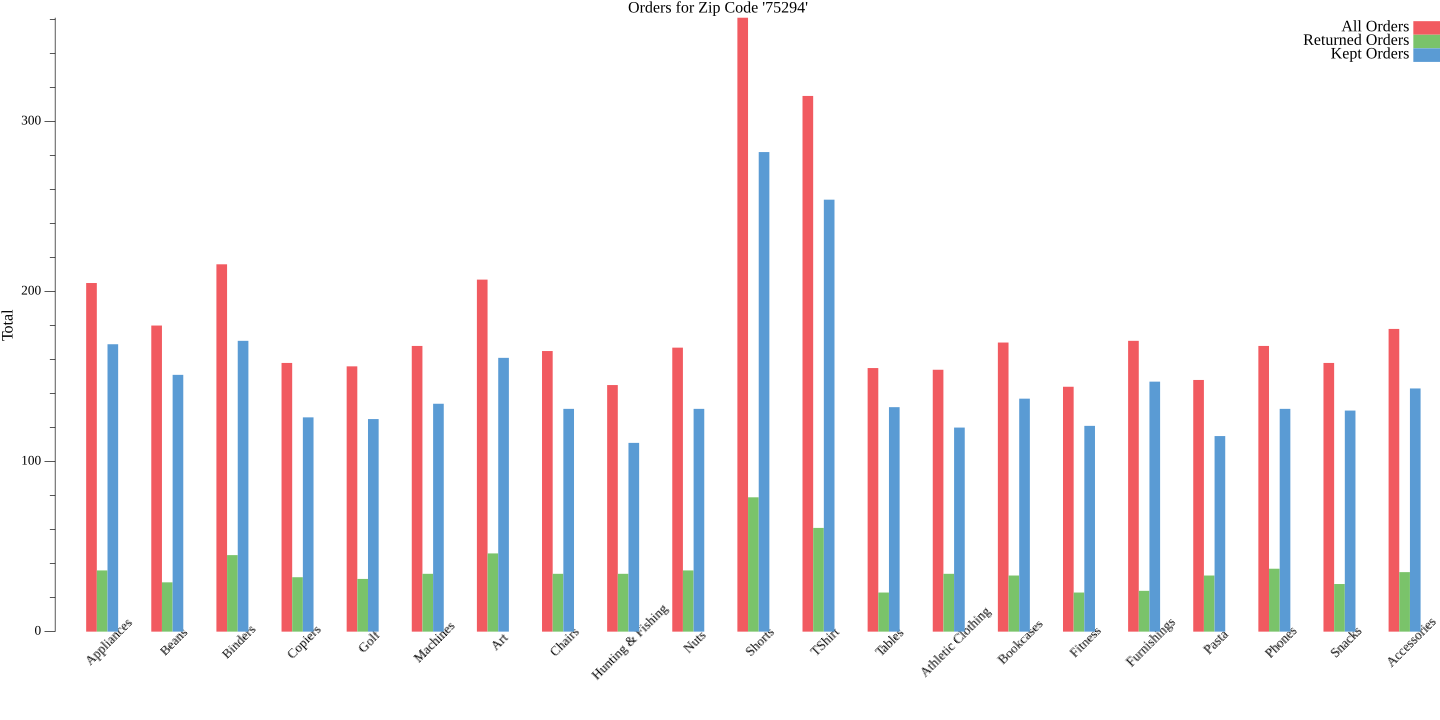 Orders for Zip Code '75294'
All Orders
Returned Orders
Kept Orders
Total
300
200
100
0
Appliances
Beans
Binders
Copiers
Golf
Machines
Art
Chairs
Hunting & Fishing
Nuts
Shorts
TShirt
Tables
Athletic Clothing
Bookcases
Fitness
Furnishings
Pasta
Phones
Snacks
Accessories